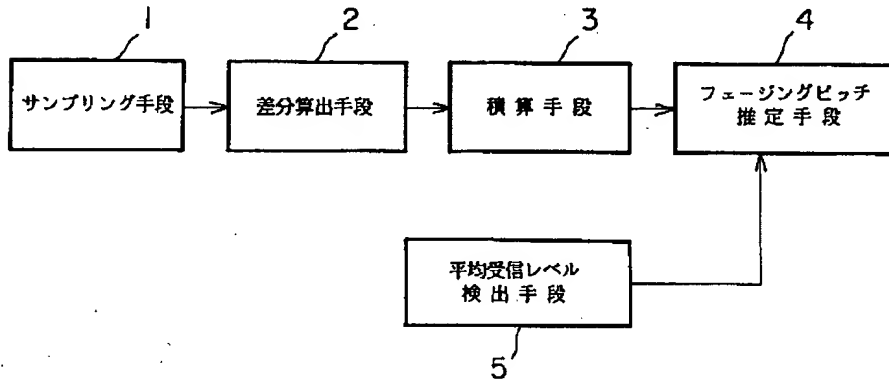 1
2
3
4
サンプリング手段
差分算出手段
積算手段
フェージングピッチ
推定手段
平均受信レベル
検出手段
5